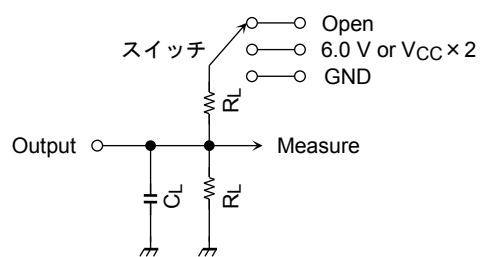 Open
スイッチ
6.0 V or VCC×2
GND
RL
Output
Measure
CL
RL